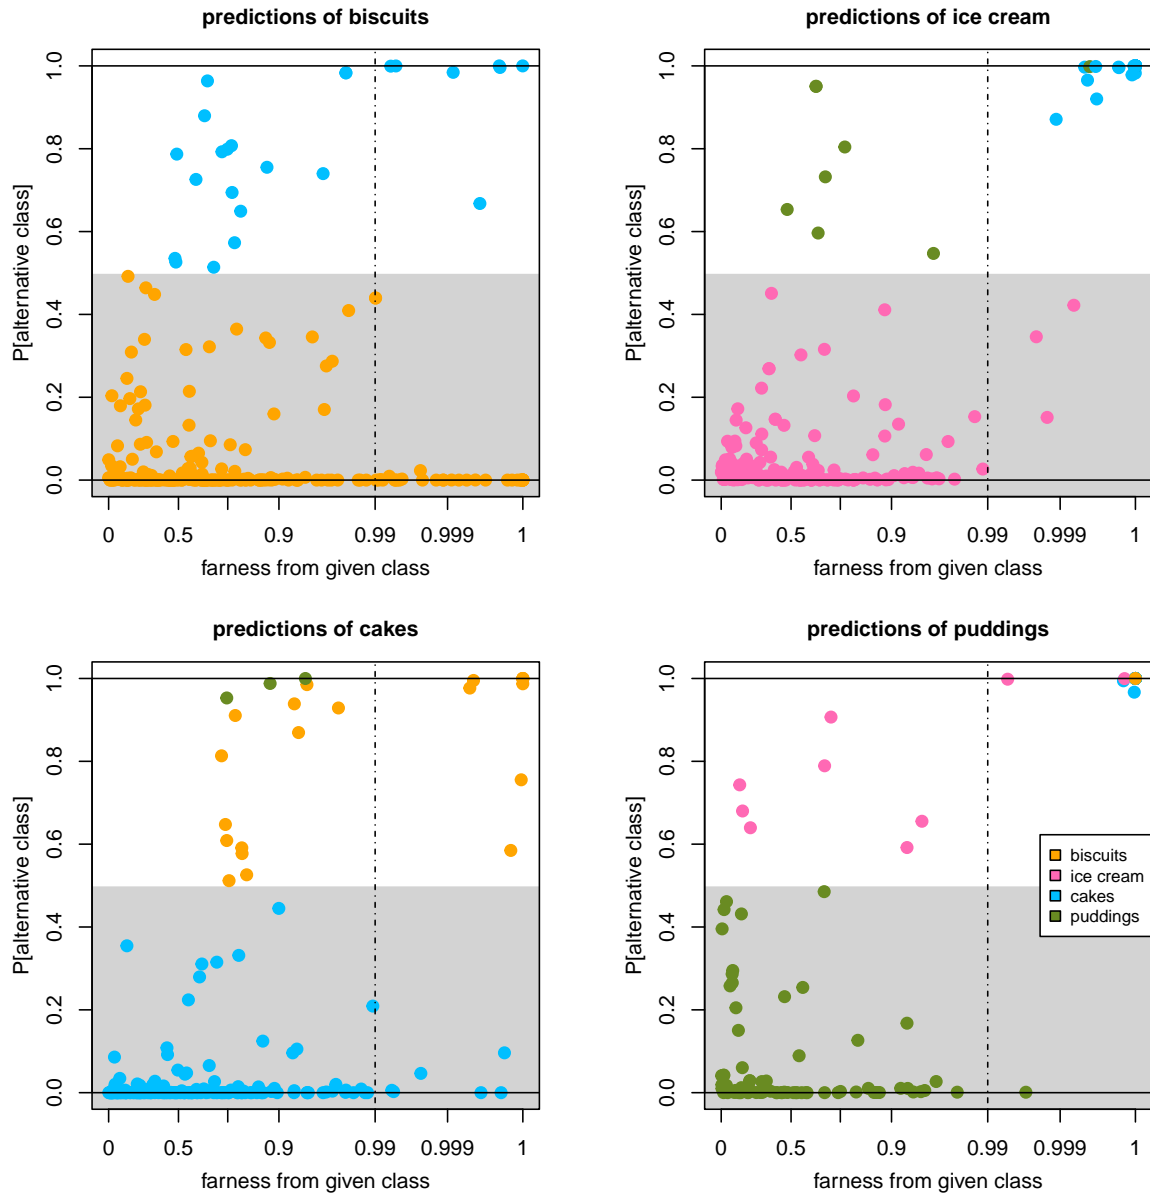 predictions of biscuits
P[alternative class]
1.0
0.8
0.6
0.4
0.2
0.0
0 0.5 0.9 0.99 0.999 1
farness from given class
predictions of ice cream
P[alternative class]
1.0
0.8
0.6
0.4
0.2
0.0
0 0.5 0.9 0.99 0.999 1
farness from given class
predictions of cakes
P[alternative class]
1.0
0.8
0.6
0.4
0.2
0.0
0 0.5 0.9 0.99 0.999 1
farness from given class
predictions of puddings
P[alternative class]
1.0
0.8
0.6
0.4
0.2
0.0
biscuits
ice cream
cakes
puddings
0 0.5 0.9 0.99 0.999 1
farness from given class